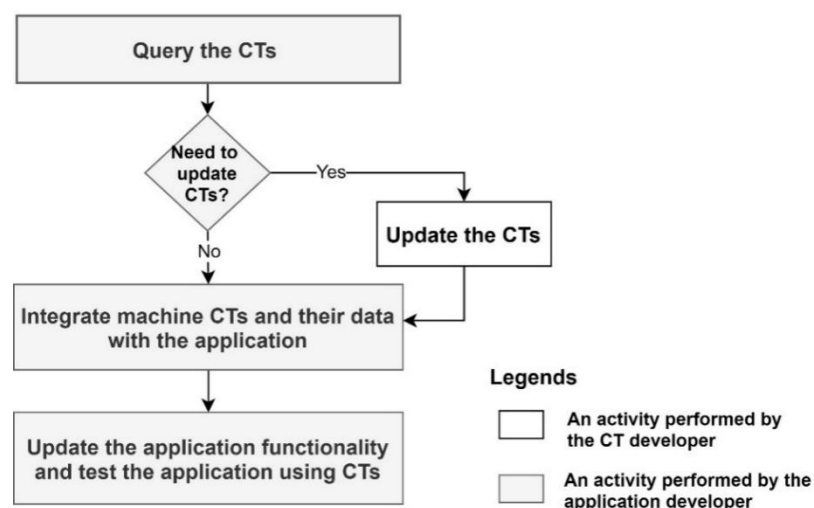 Query the CTs
Need to
update
CTs?
Yes
Update the CTs
No
Integrate machine CTs and their data
with the application
Update the application functionality
and test the application using CTs
Legends
An activity performed by
the CT developer
An activity performed by the
application developer